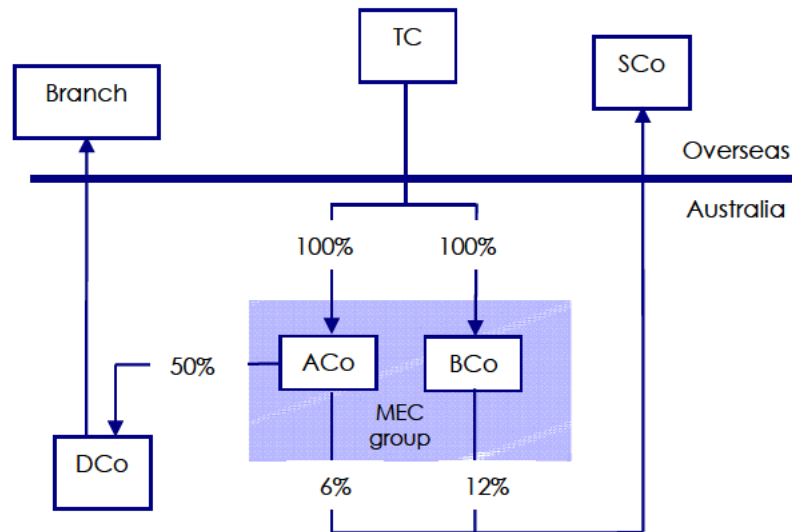 TC
SCo
Branch
Overseas
Australia
100%
100%
50%
ACo
BCo
MEC
group
DCo
6%
12%